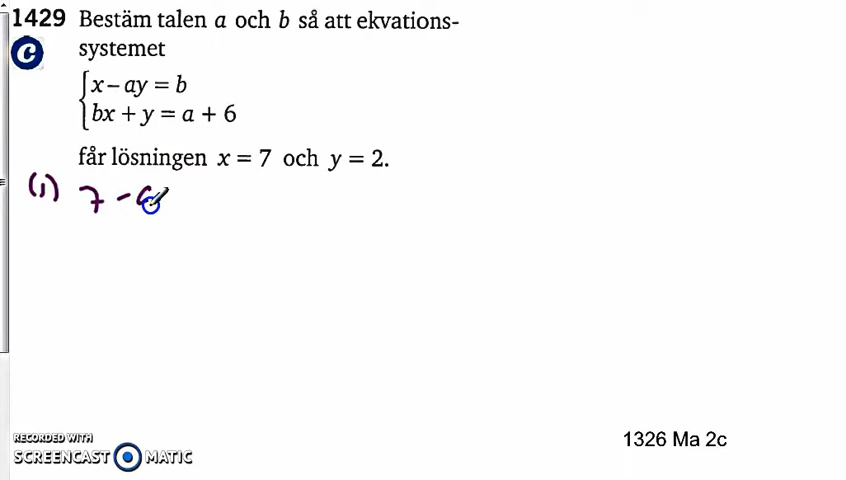 1429 Bestäm talen a och b så att ekvations-
C systemet
x – ay = b
bx + y = a + 6
får lösningen x = 7 och y = 2.
(1) 7 -
1326 Ma 2c
RECORDED WITH
SCREENCAST MATIC